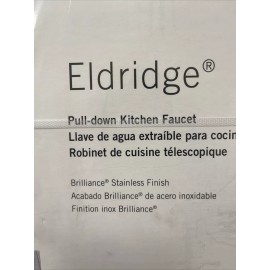 Eldridge®
Pull-down Kitchen Faucet
Llave de agua extraíble para cocin
Robinet de cuisine télescopique
Brilliance® Stainless Finish
Acabado Brilliance® de acero inoxidable
Finition inox Brilliance®